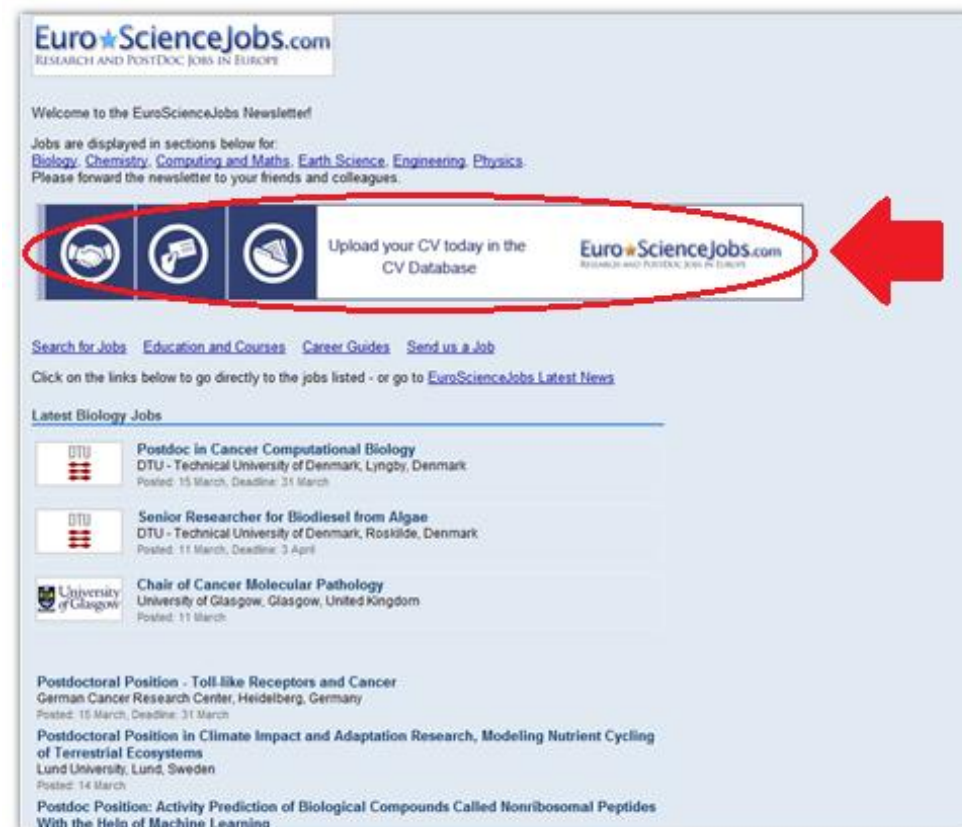 Euro★ScienceJobs.com
RESEARCH AND POSTDOC JOBS IN EUROPE
Welcome to the EuroScienceJobs Newsletter!
Jobs are displayed in sections below for:
Biology, Chemistry, Computing and Maths, Earth Science, Engineering, Physics.
Please forward the newsletter to your friends and colleagues.
Upload your CV today in the
CV Database
Euro★ScienceJobs.com
RESEARCH AND POSTDOC JOBS IN EUROPE
Search for Jobs Education and Courses Career Guides Send us a Job
Click on the links below to go directly to the jobs listed - or go to EuroScienceJobs Latest News
Latest Biology Jobs
DTU
Postdoc in Cancer Computational Biology
DTU - Technical University of Denmark, Lyngby, Denmark
Posted: 15 March, Deadline: 31 March
DTU
Senior Researcher for Biodiesel from Algae
DTU - Technical University of Denmark, Roskilde, Denmark
Posted: 11 March, Deadline: 3 April
University
of Glasgow
Chair of Cancer Molecular Pathology
University of Glasgow, Glasgow, United Kingdom
Posted: 11 March
Postdoctoral Position - Toll-like Receptors and Cancer
German Cancer Research Center, Heidelberg, Germany
Posted: 15 March, Deadline: 31 March
Postdoctoral Position in Climate Impact and Adaptation Research, Modeling Nutrient Cycling
of Terrestrial Ecosystems
Lund University, Lund, Sweden
Posted: 14 March
Postdoc Position: Activity Prediction of Biological Compounds Called Nonribosomal Peptides
With the Help of Machine Learning